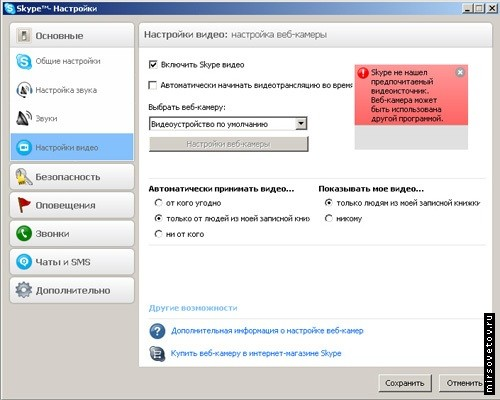 Skype™- Настройки
Основные
Общие настройки
Настройка звука
Звуки
Настройки видео
Безопасность
Оповещения
Звонки
Чаты и SMS
Дополнительно
Настройки видео: настройка веб-камеры
Включить Skype видео
Автоматически начинать видеотрансляцию во время
Выбрать веб-камеру:
Видеоустройство по умолчанию
Настройки веб-камеры
Skype не нашел
предпочитаемый
видеоисточник.
Веб-камера может
быть использована
другой программой.
Автоматически принимать видео...
от кого угодно
только от людей из моей записной кни
ни от кого
Показывать мое видео...
только людям из моей записной книжки
никому
Другие возможности
Дополнительная информация о настройке веб-камер
Купить веб-камеру в интернет-магазине Skype
Сохранить
Отменить
mirsovetov.ru